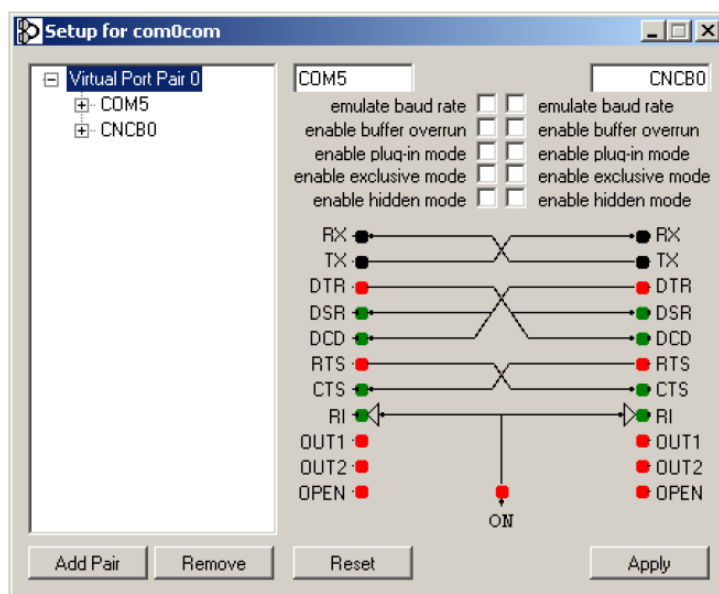 Setup for com0com
Virtual Port Pair 0
COM5
CNCB0
COM5 CNCB0
emulate baud rate emulate baud rate
enable buffer overrun enable buffer overrun
enable plug-in mode enable plug-in mode
enable exclusive mode enable exclusive mode
enable hidden mode enable hidden mode
RX RX
TX TX
DTR DTR
DSR DSR
DCD DCD
RTS RTS
CTS CTS
RI RI
OUT1 OUT1
OUT2 OUT2
OPEN OPEN
ON
Add Pair Remove Reset Apply